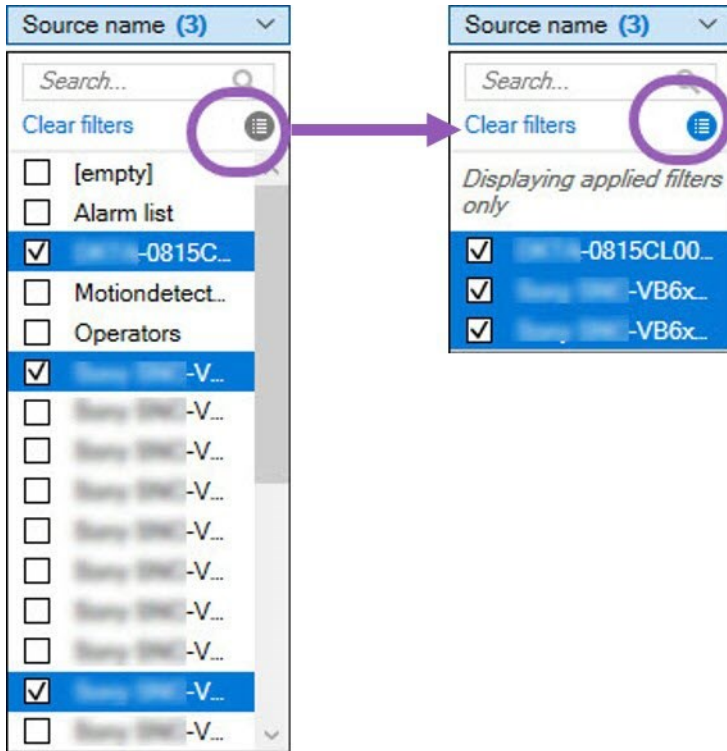 Source name (3)
Search...
Clear filters
[empty]
Alarm list
-0815C...
Motiondetect...
Operators
-V...
-V...
-V...
-V...
-V...
-V...
-V...
-V...
-V...
-V...
Source name (3)
Search...
Clear filters
Displaying applied filters
only
-0815CL00...
-VB6x...
-VB6x...